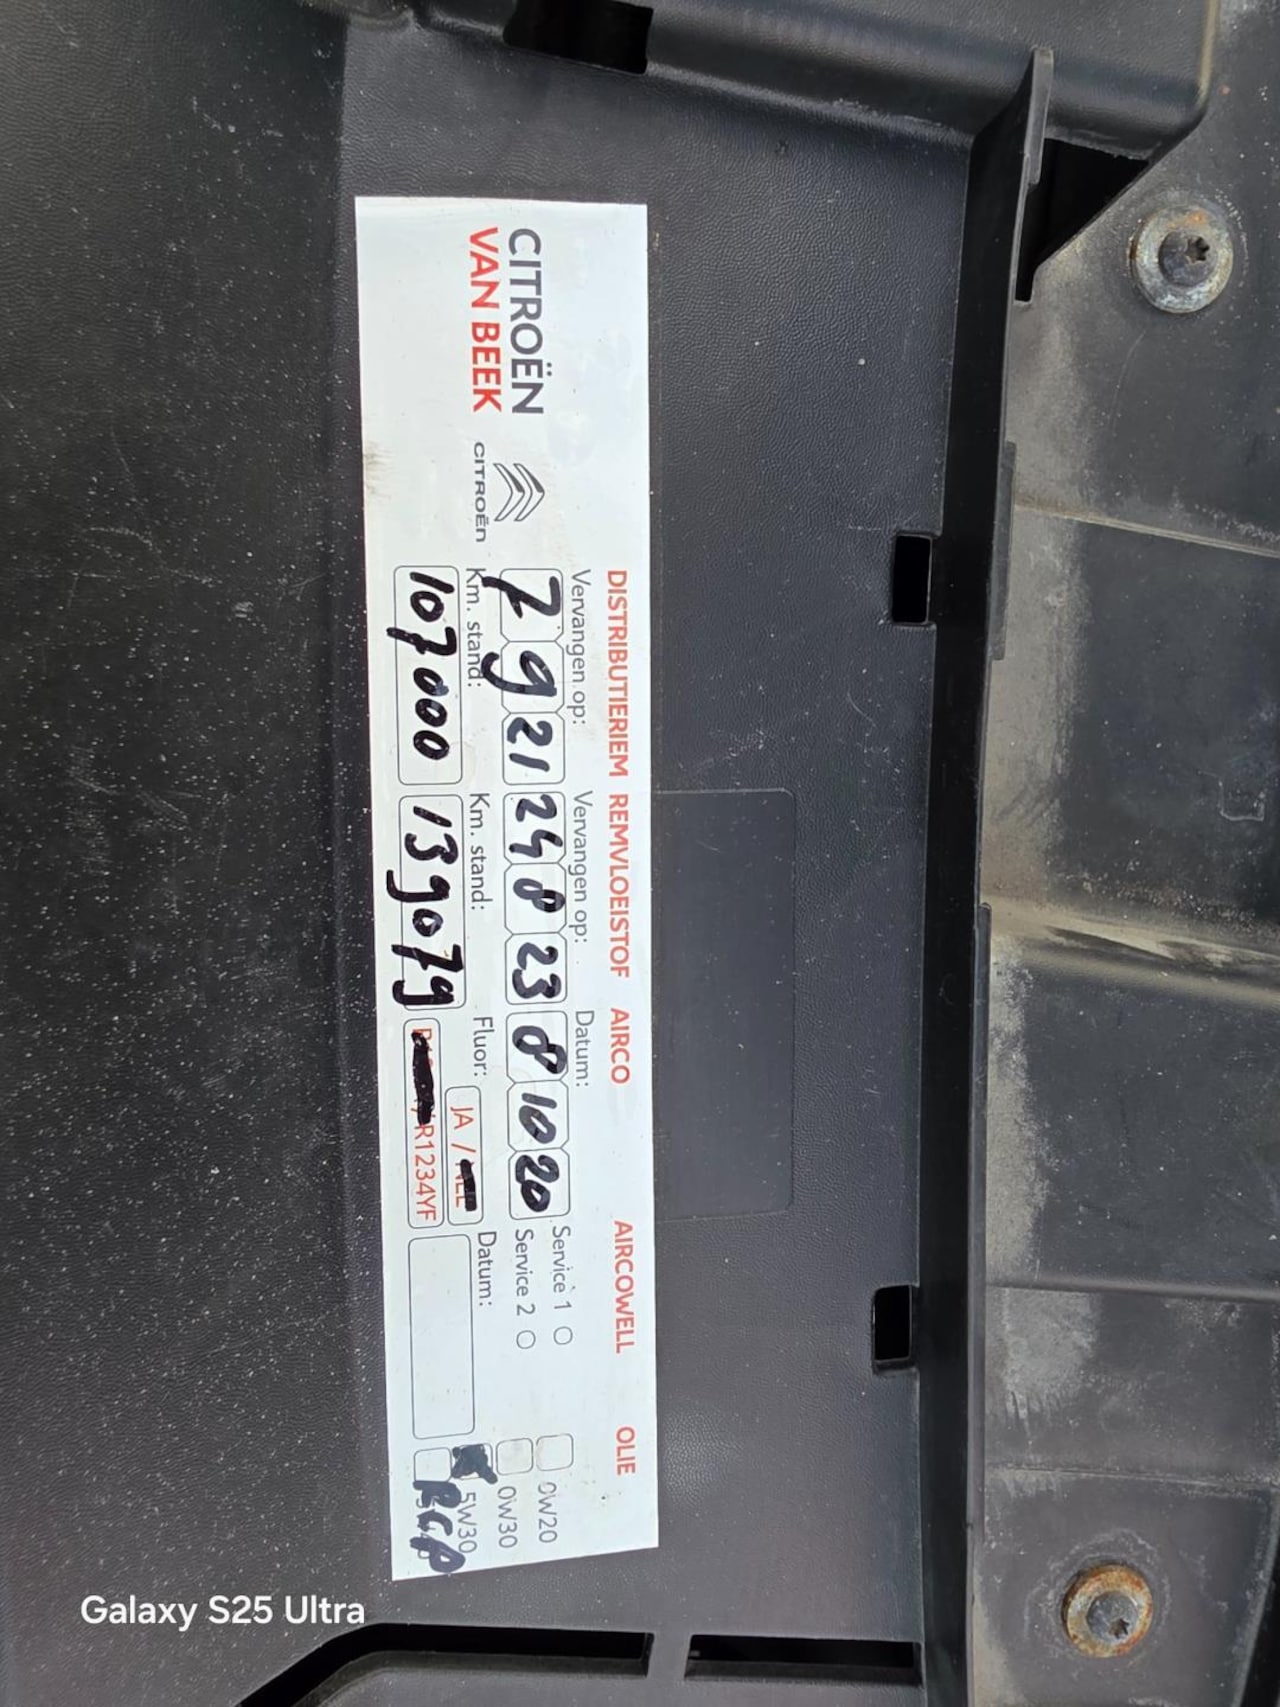 CITROËN
VAN BEEK
CITROËN
DISTRIBUTIERIEM
Vervangen op:
7 9 21
Km. stand:
107000
REMVLOEISTOF
Vervangen op:
24 8 23
Km. stand:
139079
AIRCO
Datum:
8 10 20
Fluor:
JA /
R1234YF
AIRCOWELL
Service 1
Service 2
Datum:
OLIE
0W20
0W30
5W30
RCP
Galaxy S25 Ultra